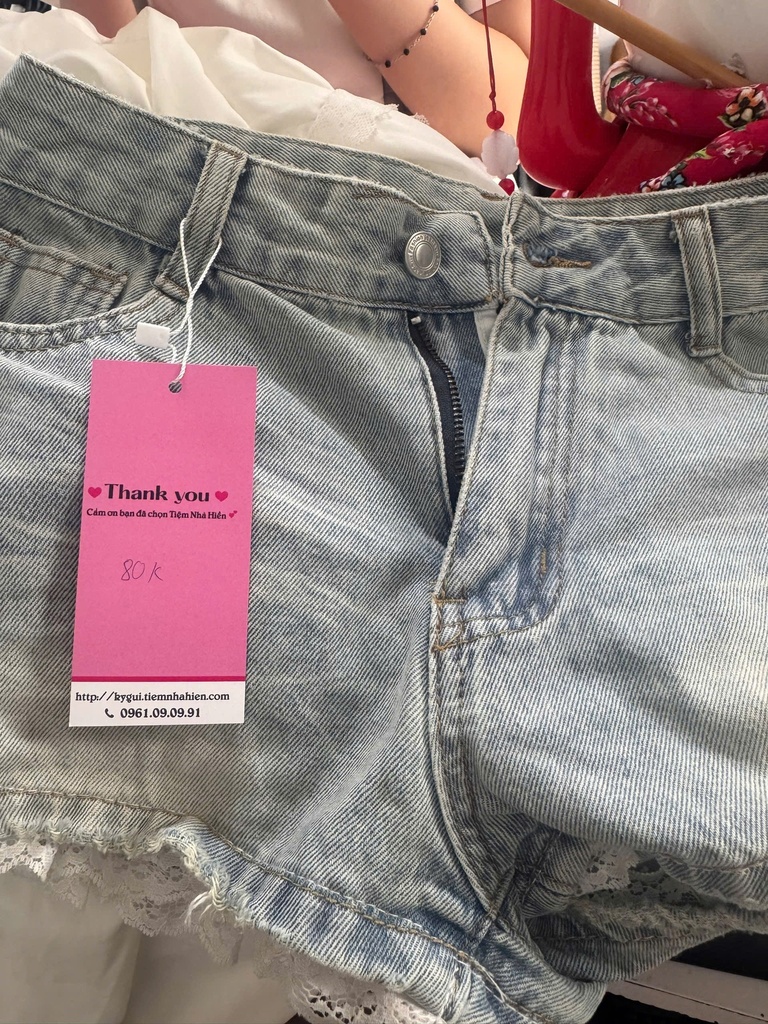 Thank you
Cảm ơn bạn đã chọn Tiệm Nhà Hiền
80K
http://kygui.tiemnhahien.com
0961.09.09.91